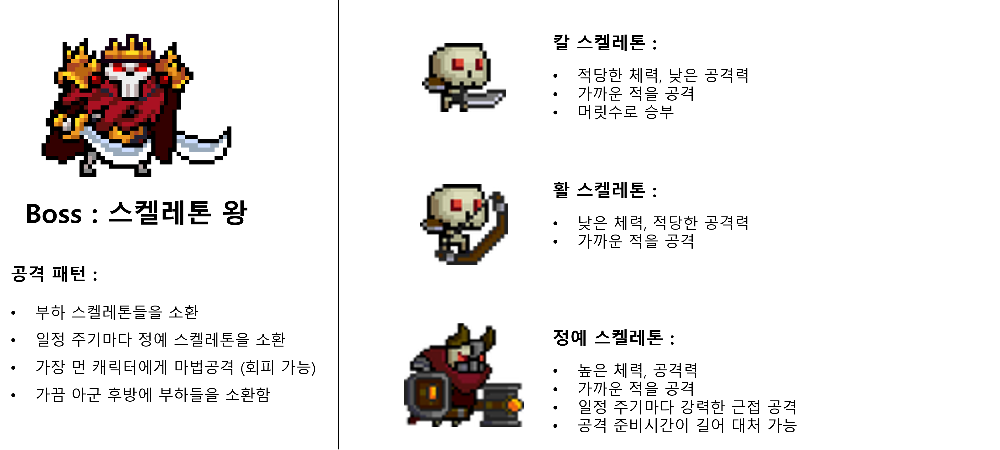 Boss : 스켈레톤 왕
공격 패턴 :
• 부하 스켈레톤들을 소환
• 일정 주기마다 정예 스켈레톤을 소환
• 가장 먼 캐릭터에게 마법공격 (회피 가능)
• 가끔 아군 후방에 부하들을 소환함
칼 스켈레톤 :
• 적당한 체력, 낮은 공격력
• 가까운 적을 공격
• 머릿수로 승부
활 스켈레톤 :
• 낮은 체력, 적당한 공격력
• 가까운 적을 공격
정예 스켈레톤 :
• 높은 체력, 공격력
• 가까운 적을 공격
• 일정 주기마다 강력한 근접 공격
• 공격 준비시간이 길어 대처 가능